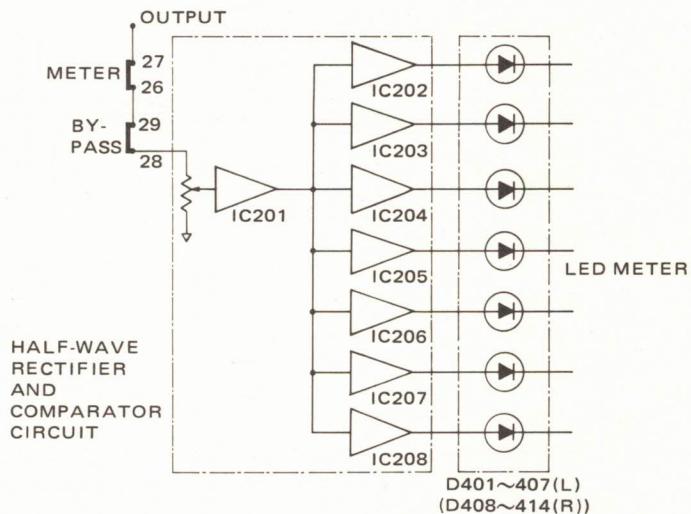 OUTPUT
27
METER
26
29
BY-
PASS
28
IC201
IC202
IC203
IC204
IC205
IC206
IC207
IC208
LED METER
HALF-WAVE
RECTIFIER
AND
COMPARATOR
CIRCUIT
D401～407(L)
(D408～414(R))